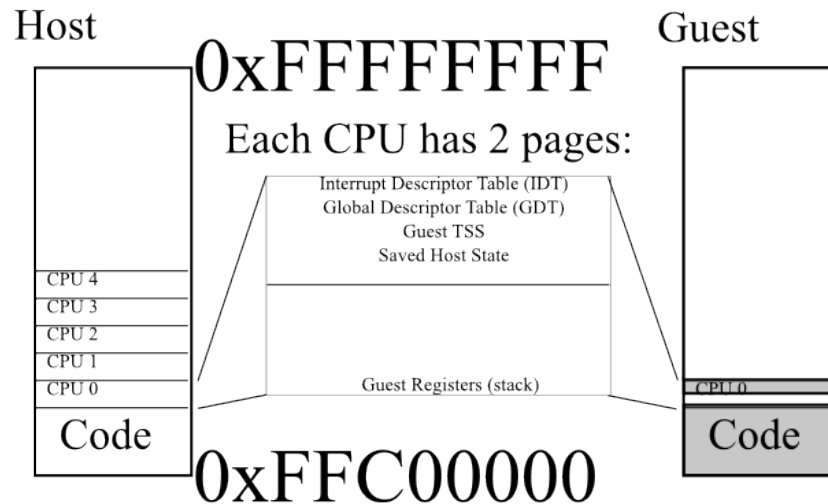 Host
Guest
0xFFFFFFFF
Each CPU has 2 pages:
Interrupt Descriptor Table (IDT)
Global Descriptor Table (GDT)
Guest TSS
Saved Host State
Guest Registers (stack)
CPU 4
CPU 3
CPU 2
CPU 1
CPU 0
Code
CPU 0
Code
0xFFC00000